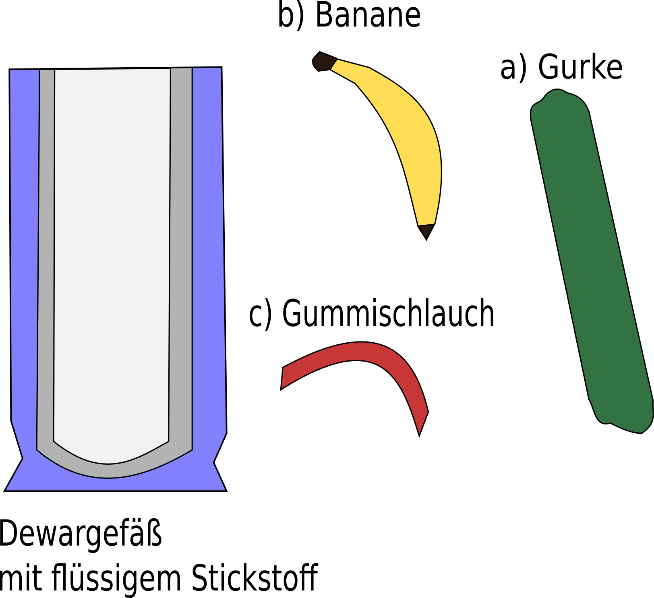 b) Banane
a) Gurke
c) Gummischlauch
Dewargefäß
mit flüssigem Stickstoff